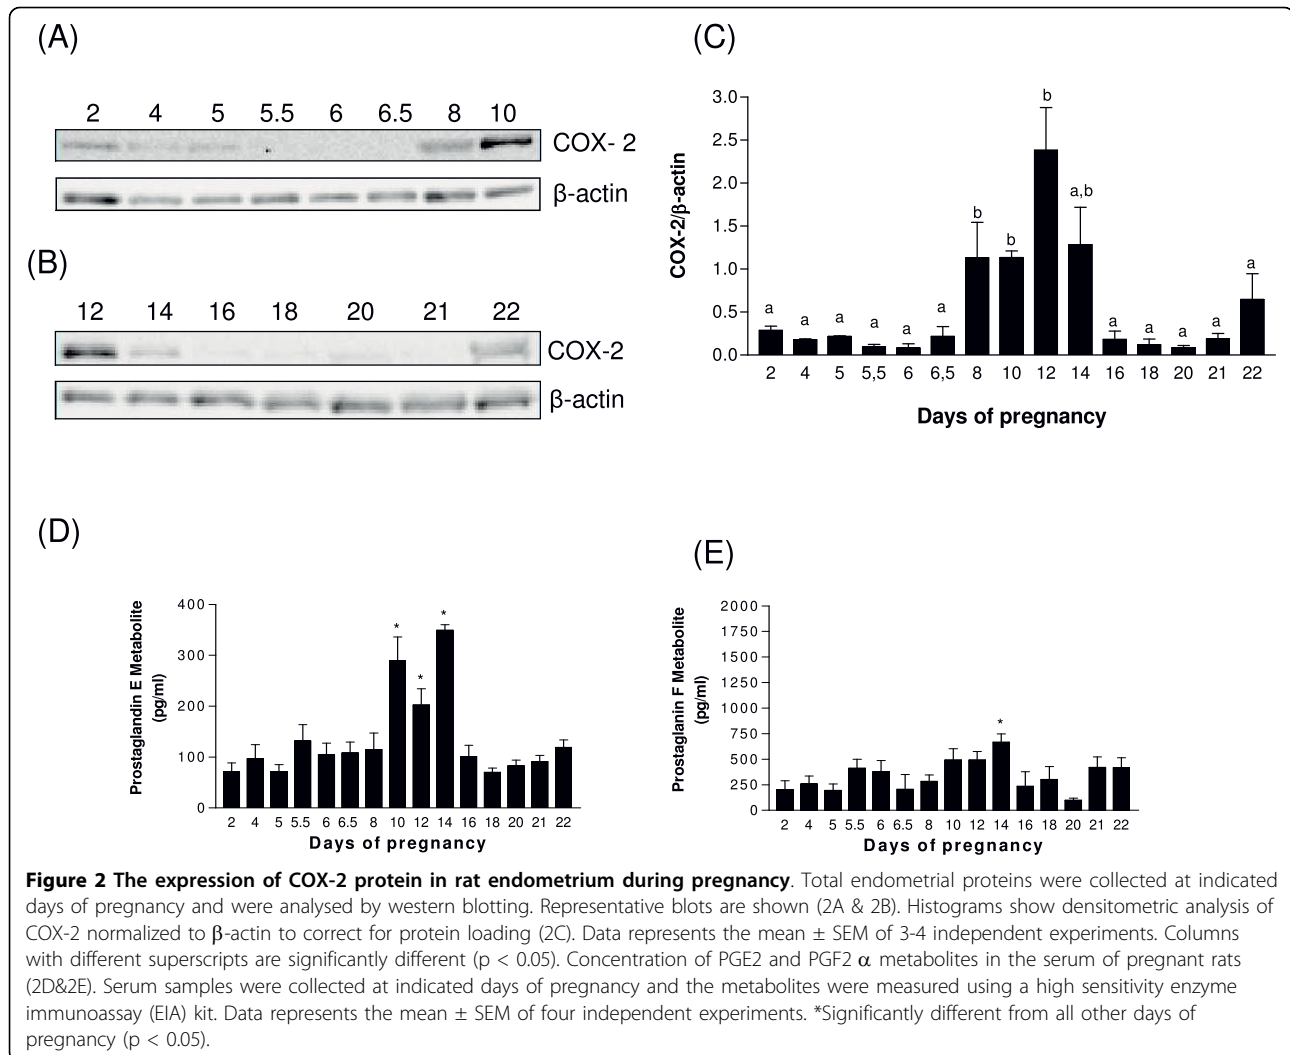 (A)
2 4 5 5.5 6 6.5 8 10
COX- 2
β-actin
(B)
12 14 16 18 20 21 22
COX-2
β-actin
(C)
COX-2/β-actin
3.0
2.5
2.0
1.5
1.0
0.5
0.0
a a a a a a b b b a,b a a a a a
2 4 5 5,5 6 6,5 8 10 12 14 16 18 20 21 22
Days of pregnancy
(D)
Prostaglandin E Metabolite
(pg/ml)
400
300
200
100
0
* * *
2 4 5 5.5 6 6.5 8 10 12 14 16 18 20 21 22
Days of pregnancy
(E)
Prostaglanin F Metabolite
(pg/ml)
2000
1750
1500
1250
1000
750
500
250
0
*
2 4 5 5.5 6 6.5 8 10 12 14 16 18 20 21 22
Days of pregnancy
Figure 2 The expression of COX-2 protein in rat endometrium during pregnancy. Total endometrial proteins were collected at indicated
days of pregnancy and were analysed by western blotting. Representative blots are shown (2A & 2B). Histograms show densitometric analysis of
COX-2 normalized to β-actin to correct for protein loading (2C). Data represents the mean ± SEM of 3-4 independent experiments. Columns
with different superscripts are significantly different (p < 0.05). Concentration of PGE2 and PGF2 α metabolites in the serum of pregnant rats
(2D&2E). Serum samples were collected at indicated days of pregnancy and the metabolites were measured using a high sensitivity enzyme
immunoassay (EIA) kit. Data represents the mean ± SEM of four independent experiments. *Significantly different from all other days of
pregnancy (p < 0.05).